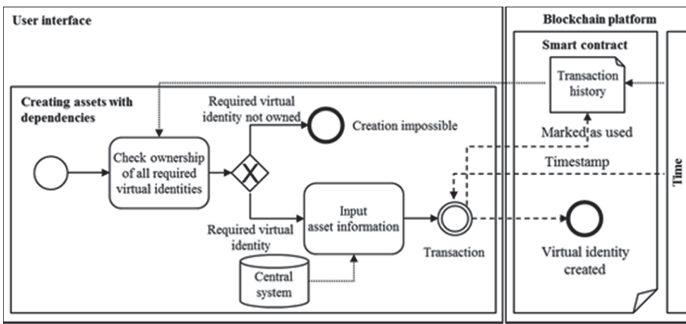 User interface
Blockchain platform
Smart contract
Creating assets with
dependencies
Required virtual
identity not owned
Creation impossible
Transaction
history
Marked as used
Timestamp
Time
Check ownership
of all required
virtual identities
X
Required virtual
identity
Input
asset information
Transaction
Virtual identity
created
Central
system